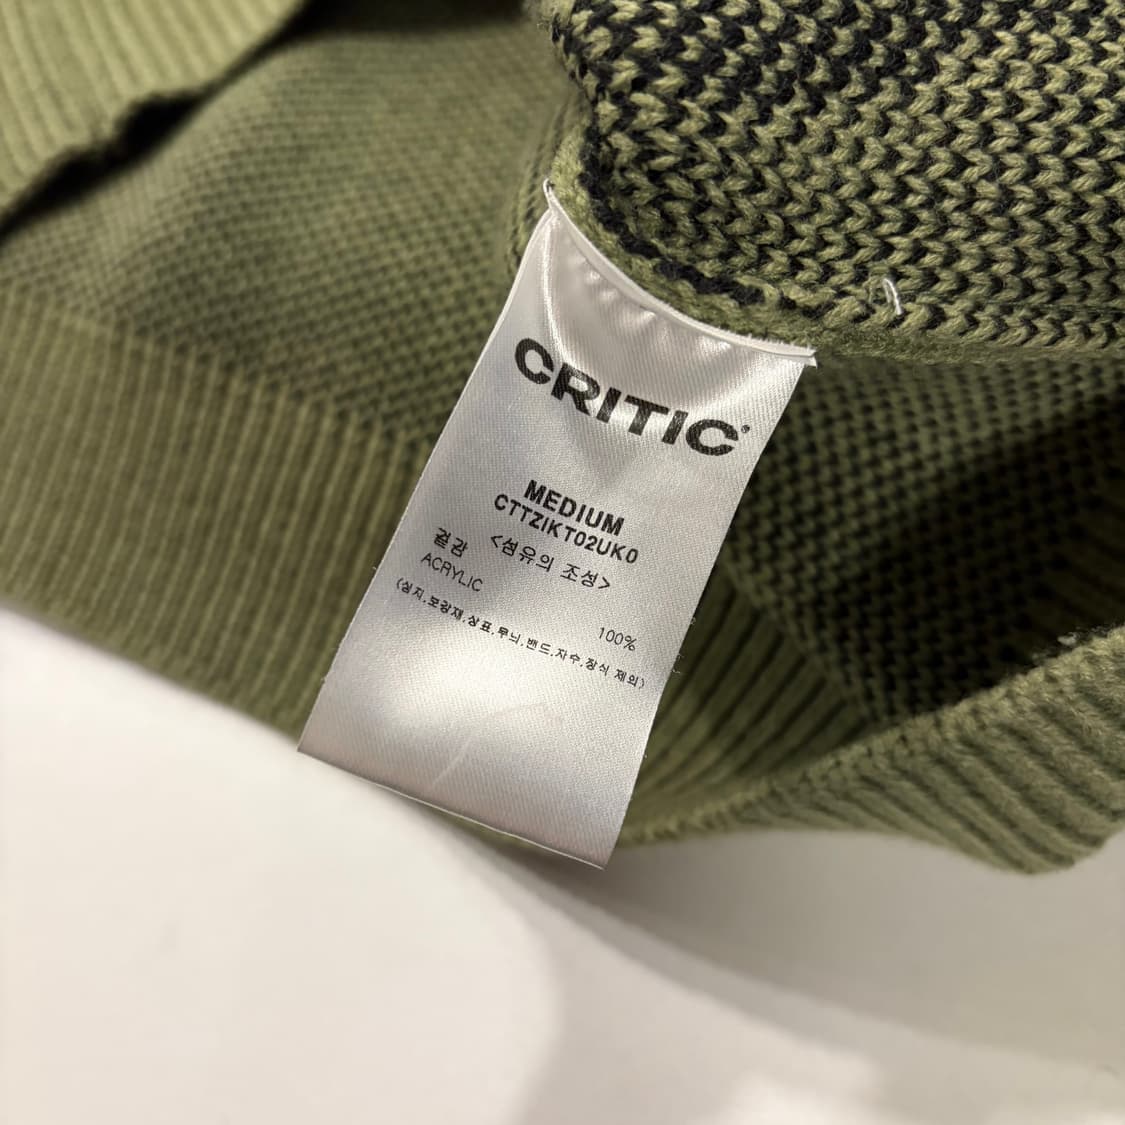 CRITIC®
MEDIUM
CTTZIKT02UK0
<섬유의 조성>
겉감
ACRYLIC 100%
(심지,보강재,상표,무늬,밴드,자수,장식 제외)